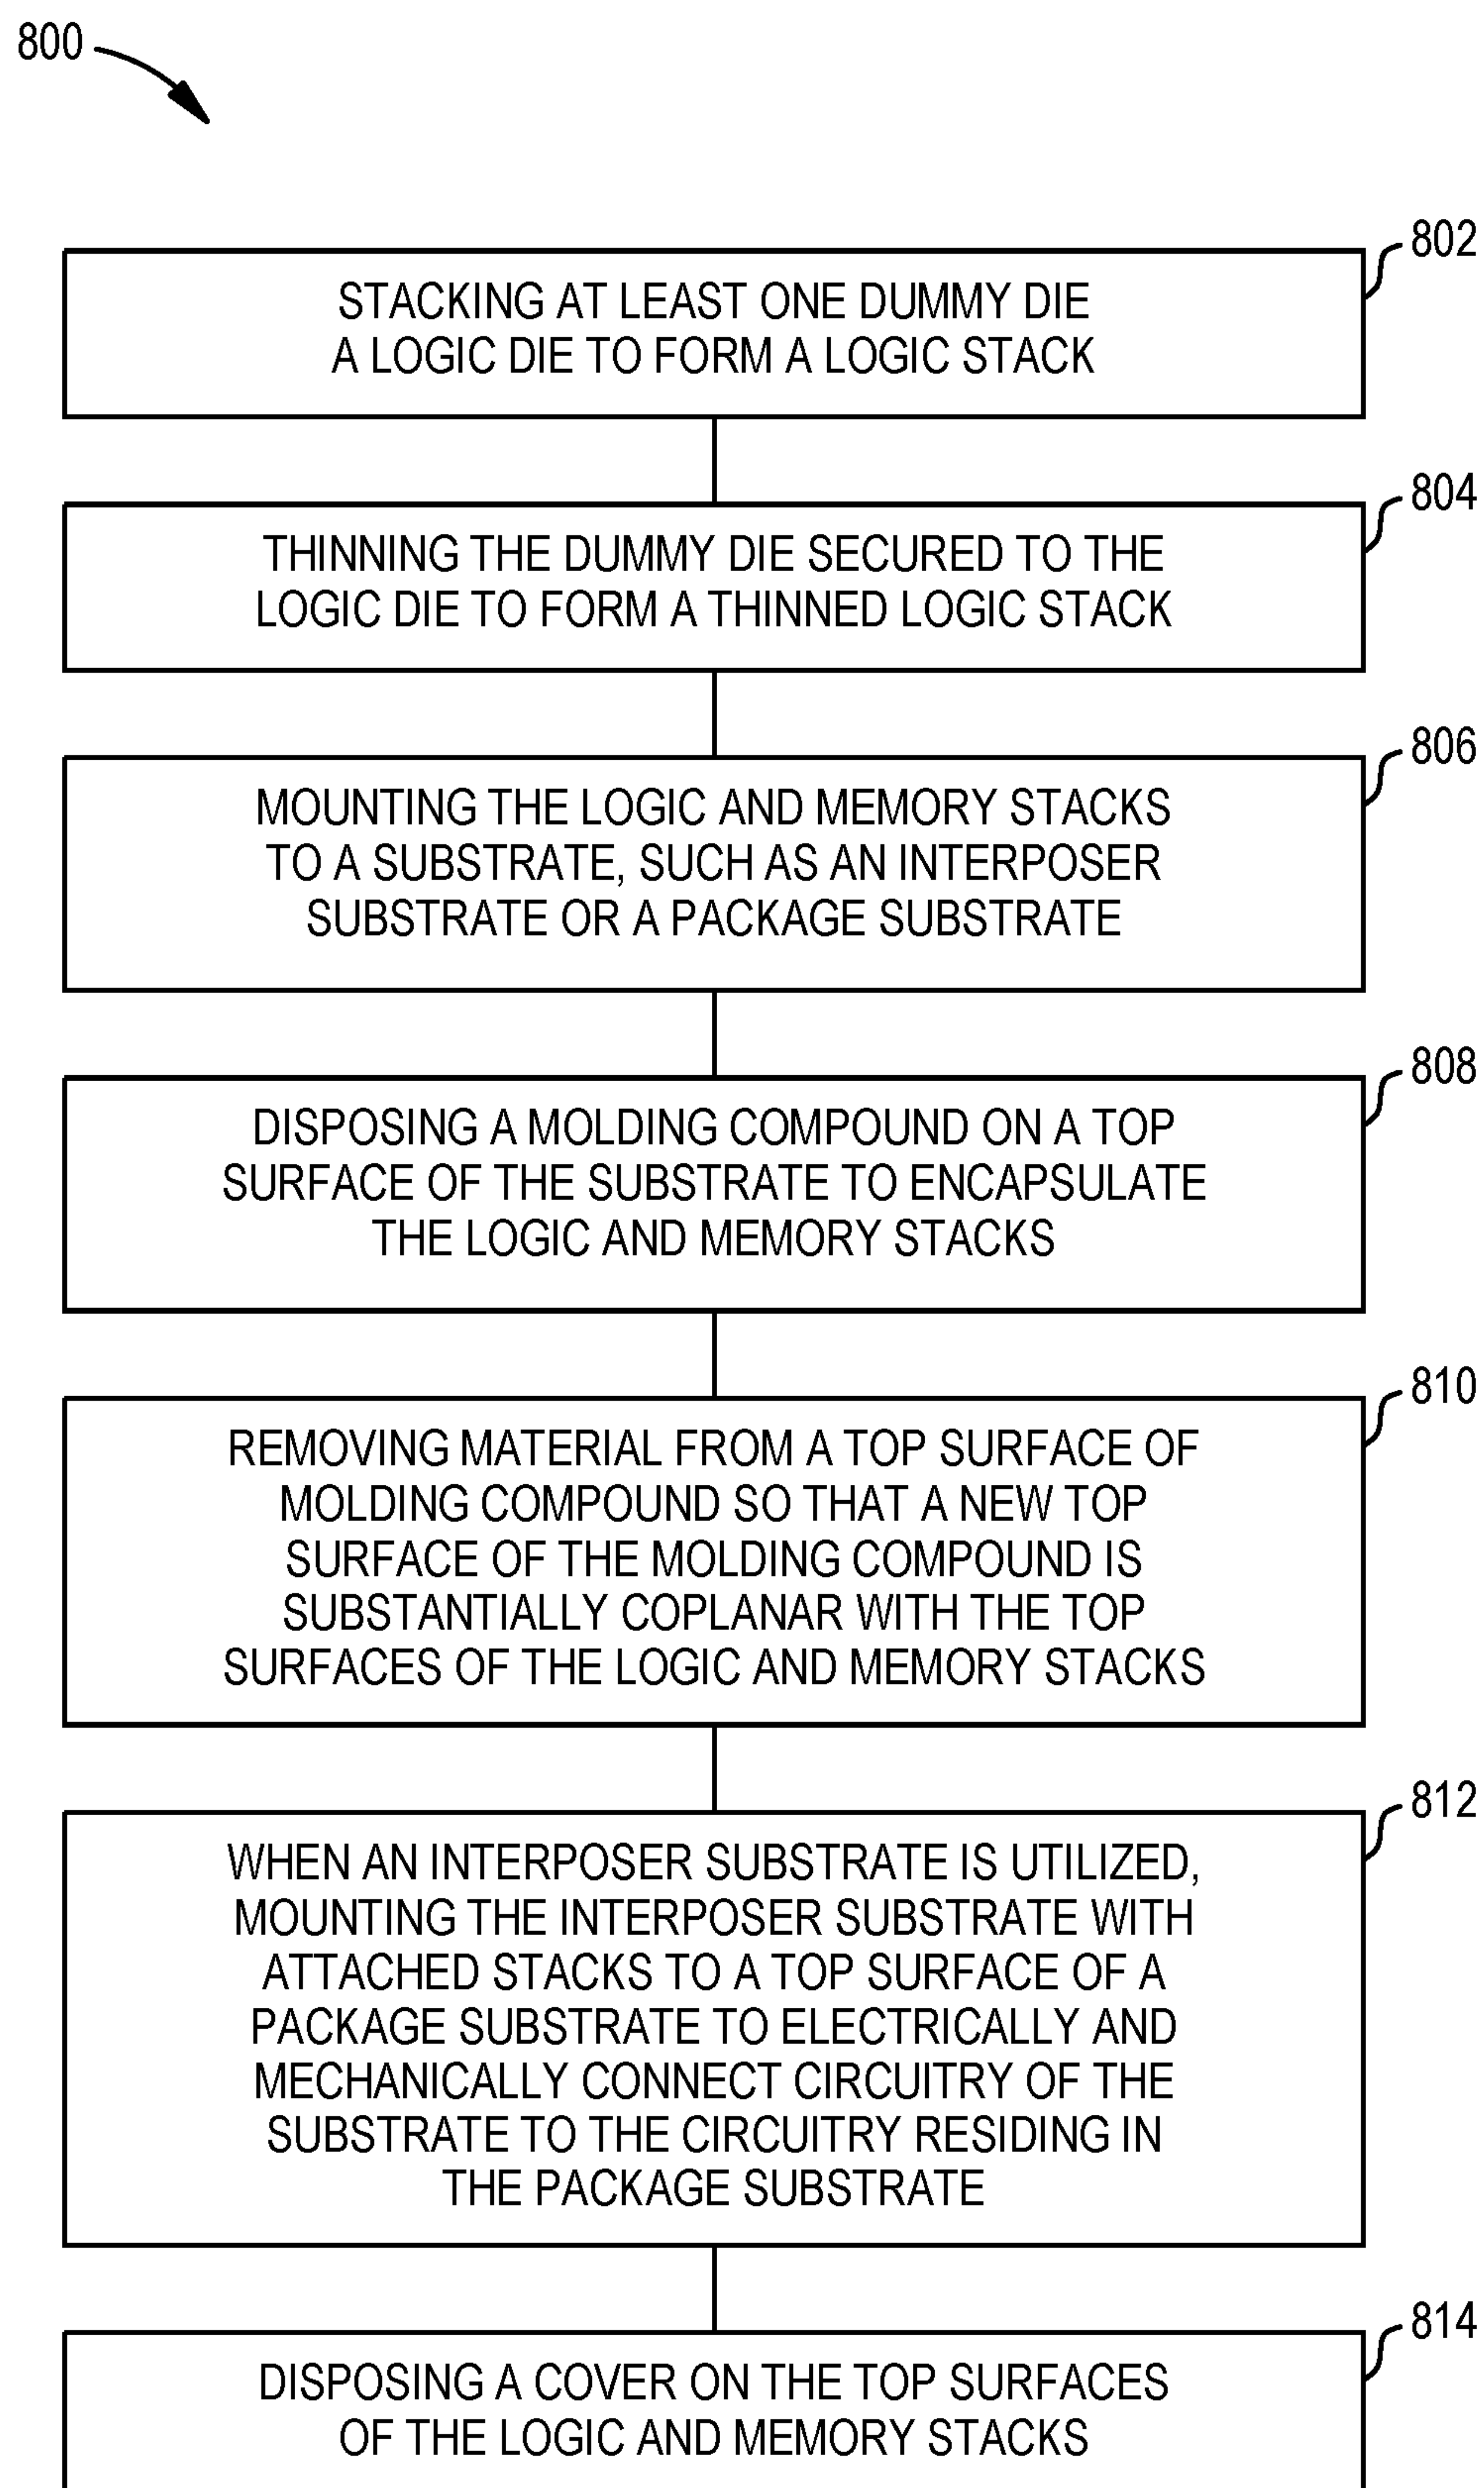 800
802
STACKING AT LEAST ONE DUMMY DIE
A LOGIC DIE TO FORM A LOGIC STACK
804
THINNING THE DUMMY DIE SECURED TO THE
LOGIC DIE TO FORM A THINNED LOGIC STACK
806
MOUNTING THE LOGIC AND MEMORY STACKS
TO A SUBSTRATE, SUCH AS AN INTERPOSER
SUBSTRATE OR A PACKAGE SUBSTRATE
808
DISPOSING A MOLDING COMPOUND ON A TOP
SURFACE OF THE SUBSTRATE TO ENCAPSULATE
THE LOGIC AND MEMORY STACKS
810
REMOVING MATERIAL FROM A TOP SURFACE OF
MOLDING COMPOUND SO THAT A NEW TOP
SURFACE OF THE MOLDING COMPOUND IS
SUBSTANTIALLY COPLANAR WITH THE TOP
SURFACES OF THE LOGIC AND MEMORY STACKS
812
WHEN AN INTERPOSER SUBSTRATE IS UTILIZED,
MOUNTING THE INTERPOSER SUBSTRATE WITH
ATTACHED STACKS TO A TOP SURFACE OF A
PACKAGE SUBSTRATE TO ELECTRICALLY AND
MECHANICALLY CONNECT CIRCUITRY OF THE
SUBSTRATE TO THE CIRCUITRY RESIDING IN
THE PACKAGE SUBSTRATE
814
DISPOSING A COVER ON THE TOP SURFACES
OF THE LOGIC AND MEMORY STACKS